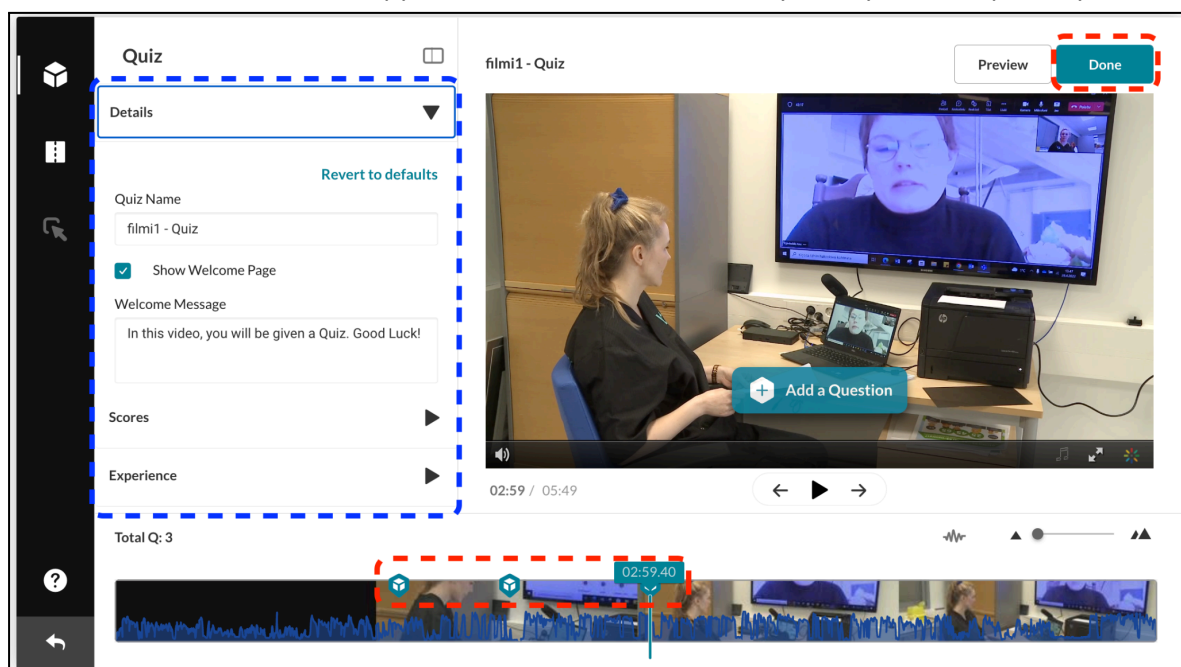 Quiz
Details
Revert to defaults
Quiz Name
filmi1 - Quiz
Show Welcome Page
Welcome Message
In this video, you will be given a Quiz. Good Luck!
Scores
Experience
filmi1 - Quiz
Preview
Done
hp
+ Add a Question
02:59 / 05:49
Total Q: 3
02:59.40
?